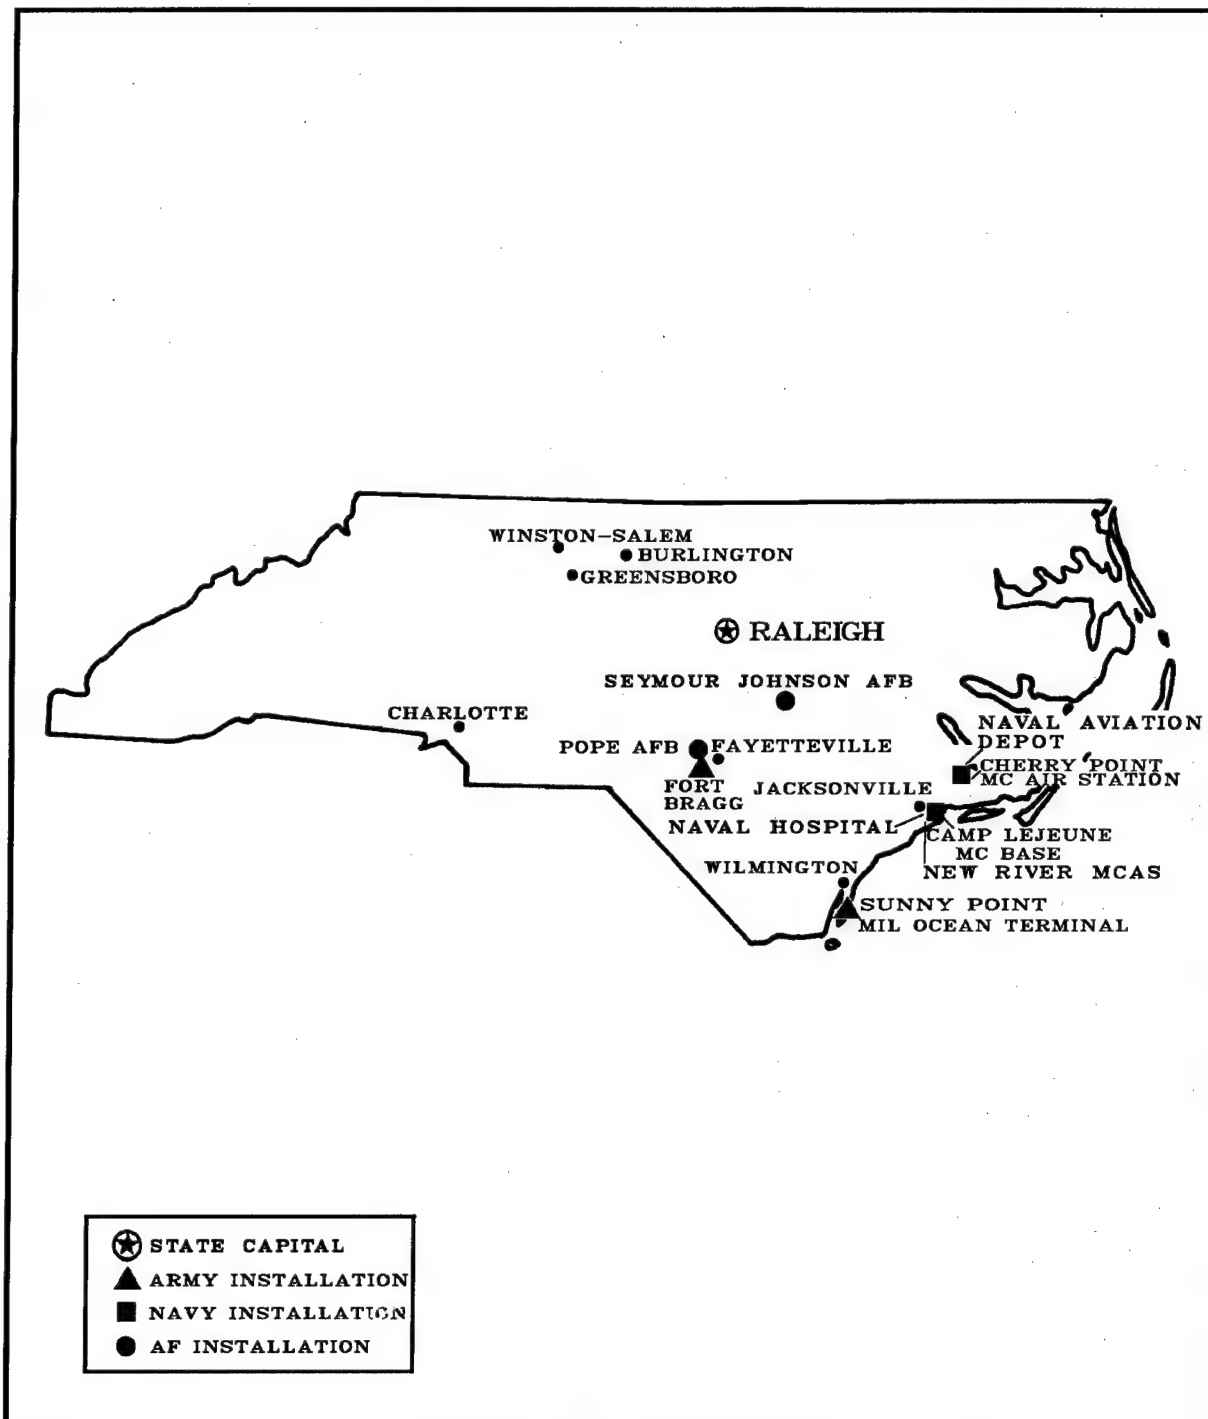 WINSTON-SALEM
BURLINGTON
GREENSBORO
RALEIGH
SEYMOUR JOHNSON AFB
CHARLOTTE
NAVAL AVIATION
DEPOT
POPE AFB
FAYETTEVILLE
CHERRY POINT
MC AIR STATION
FORT
BRAGG
JACKSONVILLE
NAVAL HOSPITAL
CAMP LEJEUNE
MC BASE
NEW RIVER MCAS
WILMINGTON
SUNNY POINT
MIL OCEAN TERMINAL
STATE CAPITAL
ARMY INSTALLATION
NAVY INSTALLATION
AF INSTALLATION